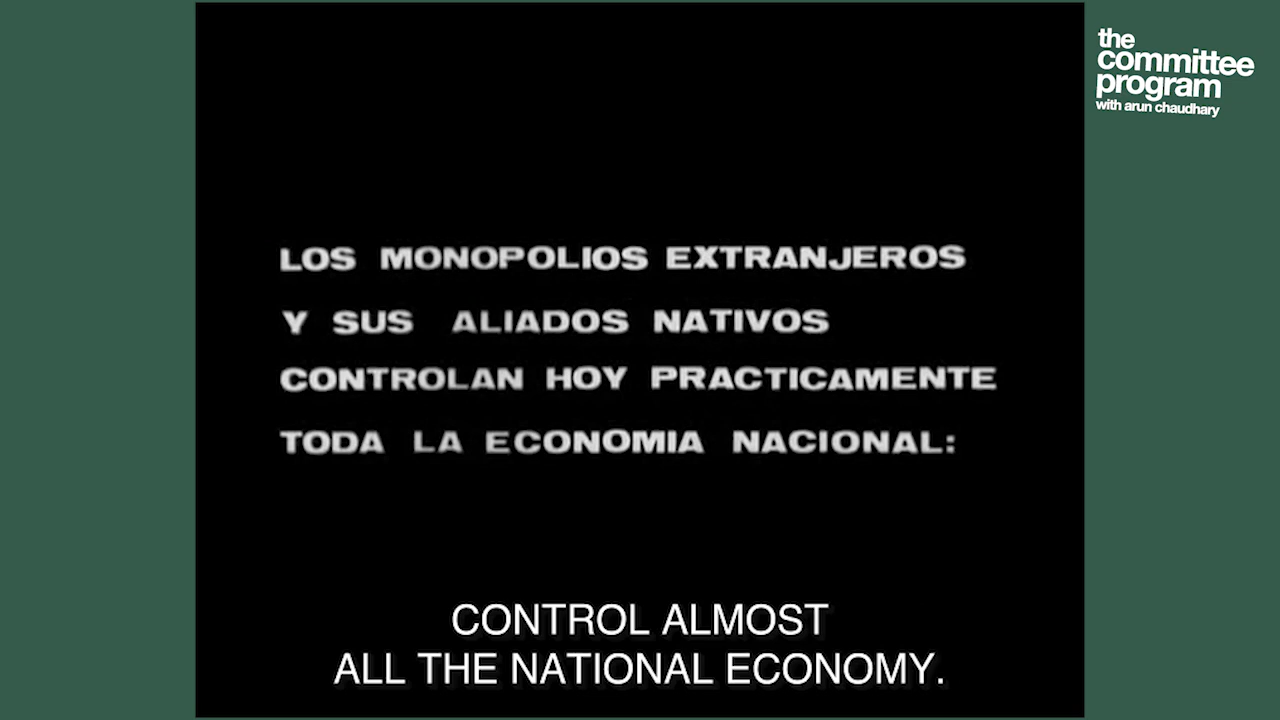 the
committee
program
with arun chaudhary
LOS MONOPOLIOS EXTRANJEROS
Y SUS ALIADOS NATIVOS
CONTROLAN HOY PRACTICAMENTE
TODA LA ECONOMIA NACIONAL:
CONTROL ALMOST
ALL THE NATIONAL ECONOMY.